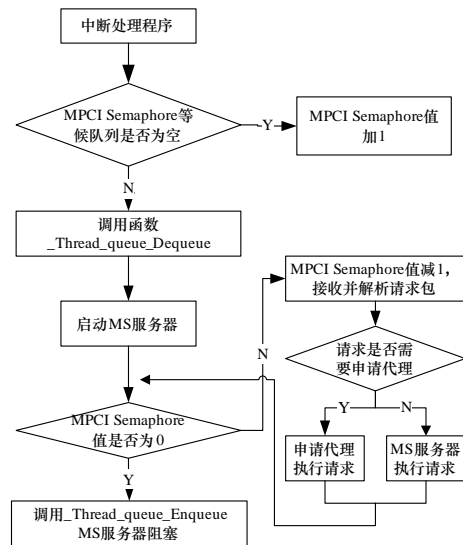 中断处理程序
MPCI Semaphore等
候队列是否为空
Y
MPCI Semaphore值
加1
N
调用函数
_Thread_queue_Dequeue
启动MS服务器
MPCI Semaphore
值是否为0
N
MPCI Semaphore值减1，
接收并解析请求包
请求是否需
要申请代理
Y
N
申请代理
执行请求
MS服务器
执行请求
Y
调用_Thread_queue_Enqueue
MS服务器阻塞